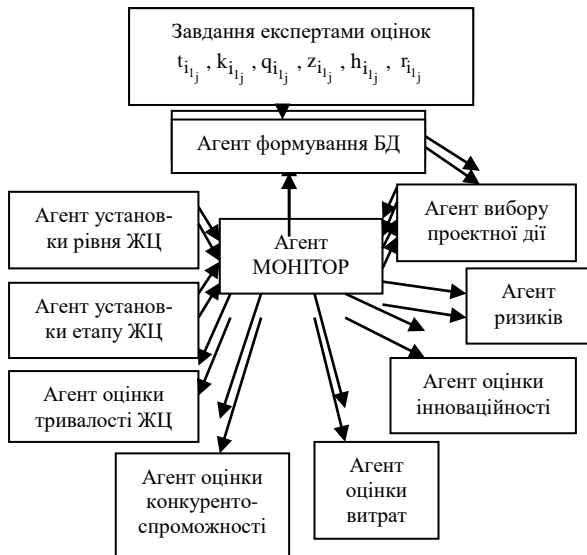 Завдання експертами оцінок
t_{i_{l_j}} , k_{i_{l_j}} , q_{i_{l_j}} , z_{i_{l_j}} , h_{i_{l_j}} , r_{i_{l_j}}
Агент формування БД
Агент установ-
ки рівня ЖЦ
Агент
МОНІТОР
Агент вибору
проектної дії
Агент установ-
ки етапу ЖЦ
Агент
ризиків
Агент оцінки
тривалості ЖЦ
Агент оцінки
інноваційності
Агент оцінки
конкуренто-
спроможності
Агент
оцінки
витрат